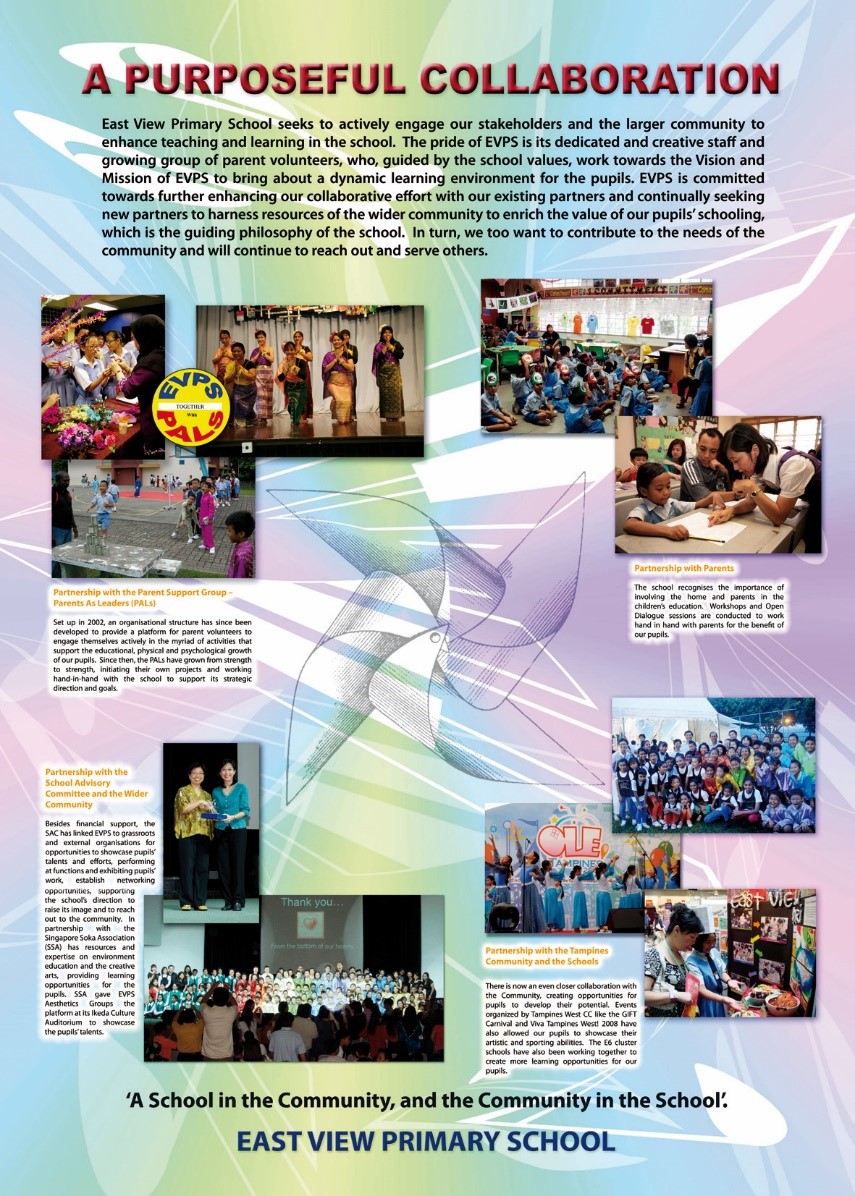 A PURPOSEFUL COLLABORATION
East View Primary School seeks to actively engage our stakeholders and the larger community to
enhance teaching and learning in the school. The pride of EVPS is its dedicated and creative staff and
growing group of parent volunteers, who, guided by the school values, work towards the Vision and
Mission of EVPS to bring about a dynamic learning environment for the pupils. EVPS is committed
towards further enhancing our collaborative effort with our existing partners and continually seeking
new partners to harness resources of the wider community to enrich the value of our pupils' schooling,
which is the guiding philosophy of the school. In turn, we too want to contribute to the needs of the
community and will continue to reach out and serve others.
EVPS
TOGETHER
With
PALS
Partnership with the Parent Support Group –
Parents As Leaders (PALs)
Set up in 2002, an organisational structure has since been
developed to provide a platform for parent volunteers to
engage themselves actively in the myriad of activities that
support the educational, physical and psychological growth
of our pupils. Since then, the PALs have grown from strength
to strength, initiating their own projects and working
hand-in-hand with the school to support its strategic
direction and goals.
Partnership with Parents
The school recognises the importance of
involving the home and parents in the
children's education. Workshops and Open
Dialogue sessions are conducted to work
hand in hand with parents for the benefit of
our pupils.
Partnership with the
School Advisory
Committee and the Wider
Community
Besides financial support, the
SAC has linked EVPS to grassroots
and external organisations for
opportunities to showcase pupils'
talents and efforts, performing
at functions and exhibiting pupils'
work, establish networking
opportunities, supporting
the school's direction to
raise its image and to reach
out to the community. In
partnership with the
Singapore Soka Association
(SSA) has resources and
expertise on environment
education and the creative
arts, providing learning
opportunities for the
pupils. SSA gave EVPS
Aesthetics Groups the
platform at its Ikeda Culture
Auditorium to showcase
the pupils' talents.
Thank you...
From the bottom of our hearts
OLE
TAMPINES
East View
Partnership with the Tampines
Community and the Schools
There is now an even closer collaboration with
the Community, creating opportunities for
pupils to develop their potential. Events
organized by Tampines West CC like the GIFT
Carnival and Viva Tampines West! 2008 have
also allowed our pupils to showcase their
artistic and sporting abilities. The E6 cluster
schools have also been working together to
create more learning opportunities for our
pupils.
'A School in the Community, and the Community in the School'.
EAST VIEW PRIMARY SCHOOL